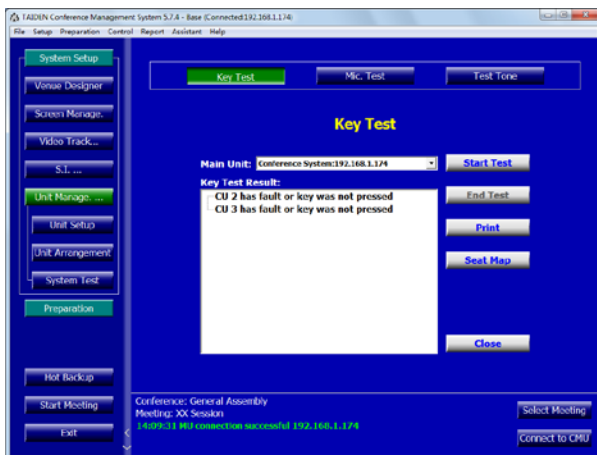 TAIDEN Conference Management System 5.7.4 - Base (Connected:192.168.1.174)
File Setup Preparation Control Report Assistant Help
System Setup
Venue Designer
Screen Manage.
Video Track...
S.I. ...
Unit Manage. ...
Unit Setup
Unit Arrangement
System Test
Preparation
Hot Backup
Start Meeting
Exit
Key Test Mic. Test Test Tone
Key Test
Main Unit: Conference System:192.168.1.174 Start Test
Key Test Result: End Test
CU 2 has fault or key was not pressed
CU 3 has fault or key was not pressed
Print
Seat Map
Close
Conference: General Assembly
Meeting: XX Session
14:09:31 MU connection successful 192.168.1.174
Select Meeting
Connect to CMU